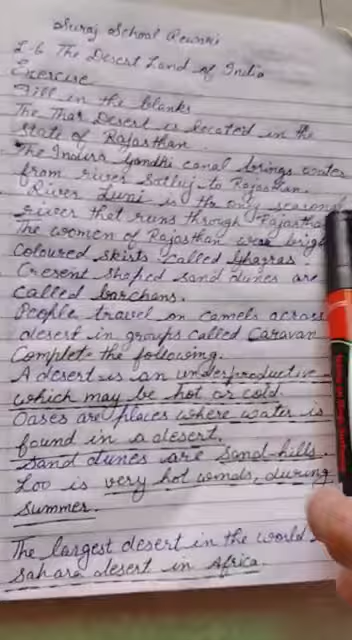 Suraj School Rewari
L-6 The Desert Land of India
Exercise
Fill in the blanks
The Thar Desert is located in the
state of Rajasthan.
The Indira Gandhi canal brings water
from river Satluj to Rajasthan.
River Luni is the only seasonal
river that runs through Rajasthan
The women of Rajasthan wear brigh
coloured skirts called ghagras
Cresent shaped sand dunes are
called barchans.
People travel on camels across
desert in groups called Caravan
Complete the following.
A desert is an underproductive
which may be hot or cold.
Oases are places where water is
found in a desert.
Sand dunes are sand-hills.
Loo is very hot winds, during
summer.
The largest desert in the world
sahara desert in Africa.